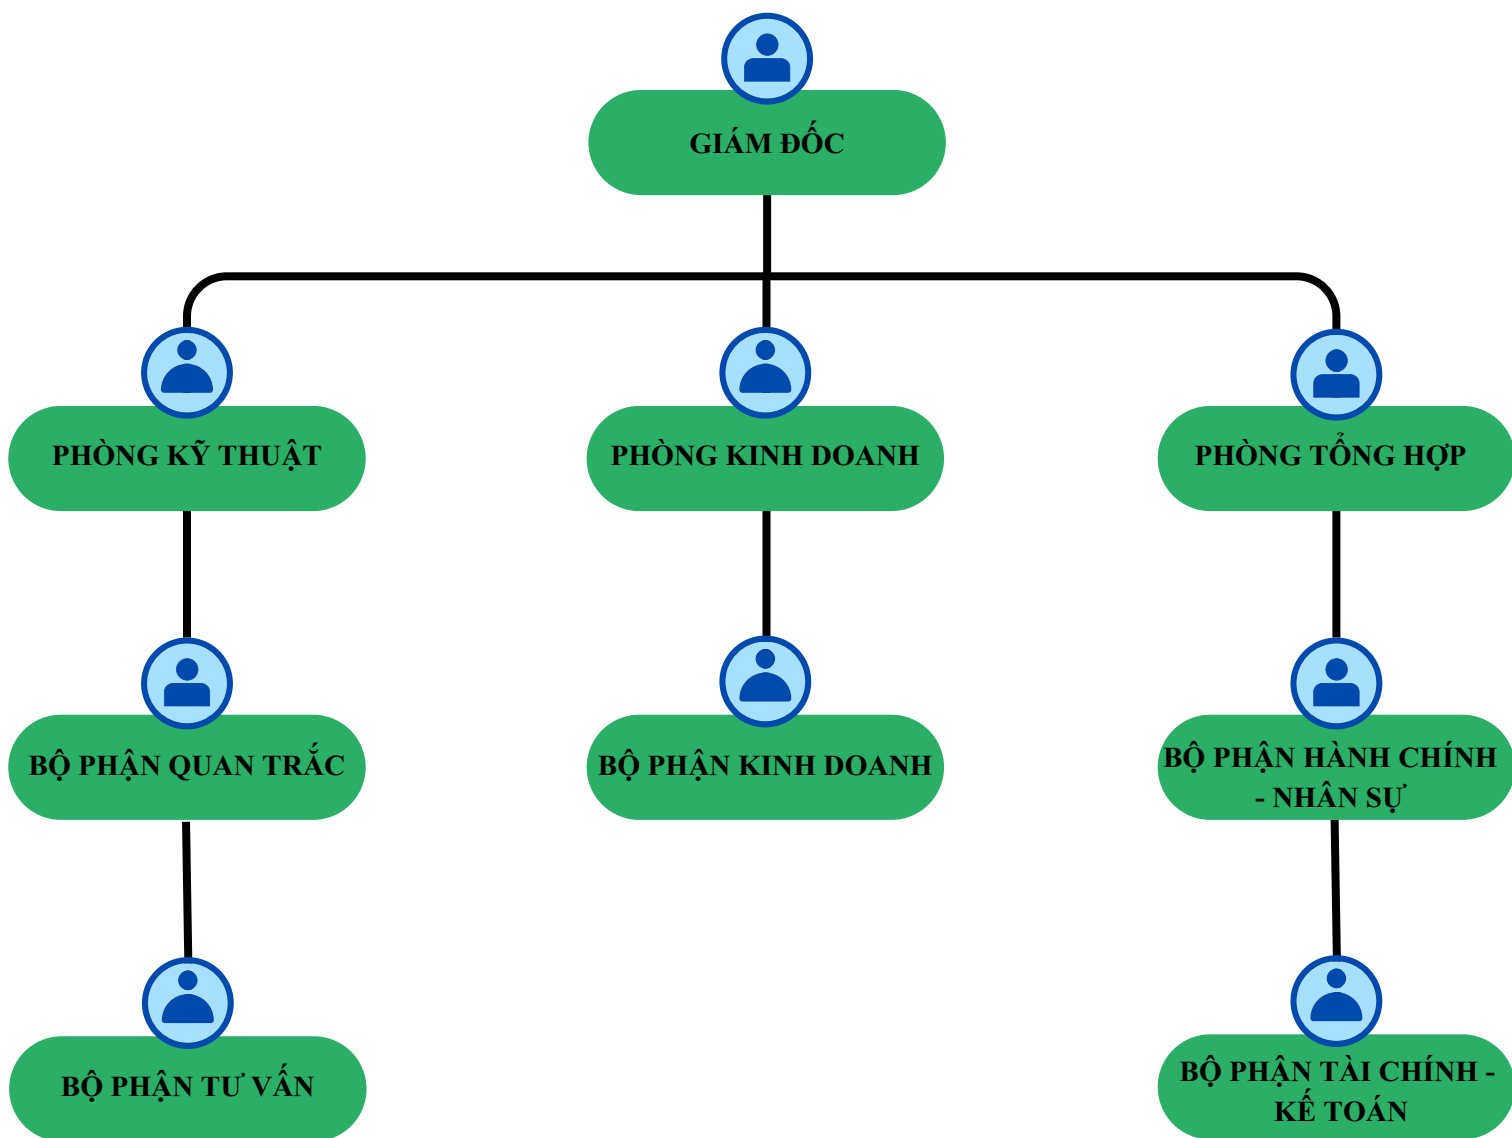 GIÁM ĐỐC
PHÒNG KỸ THUẬT
PHÒNG KINH DOANH
PHÒNG TỔNG HỢP
BỘ PHẬN QUAN TRẮC
BỘ PHẬN KINH DOANH
BỘ PHẬN HÀNH CHÍNH
- NHÂN SỰ
BỘ PHẬN TƯ VẤN
BỘ PHẬN TÀI CHÍNH -
KẾ TOÁN